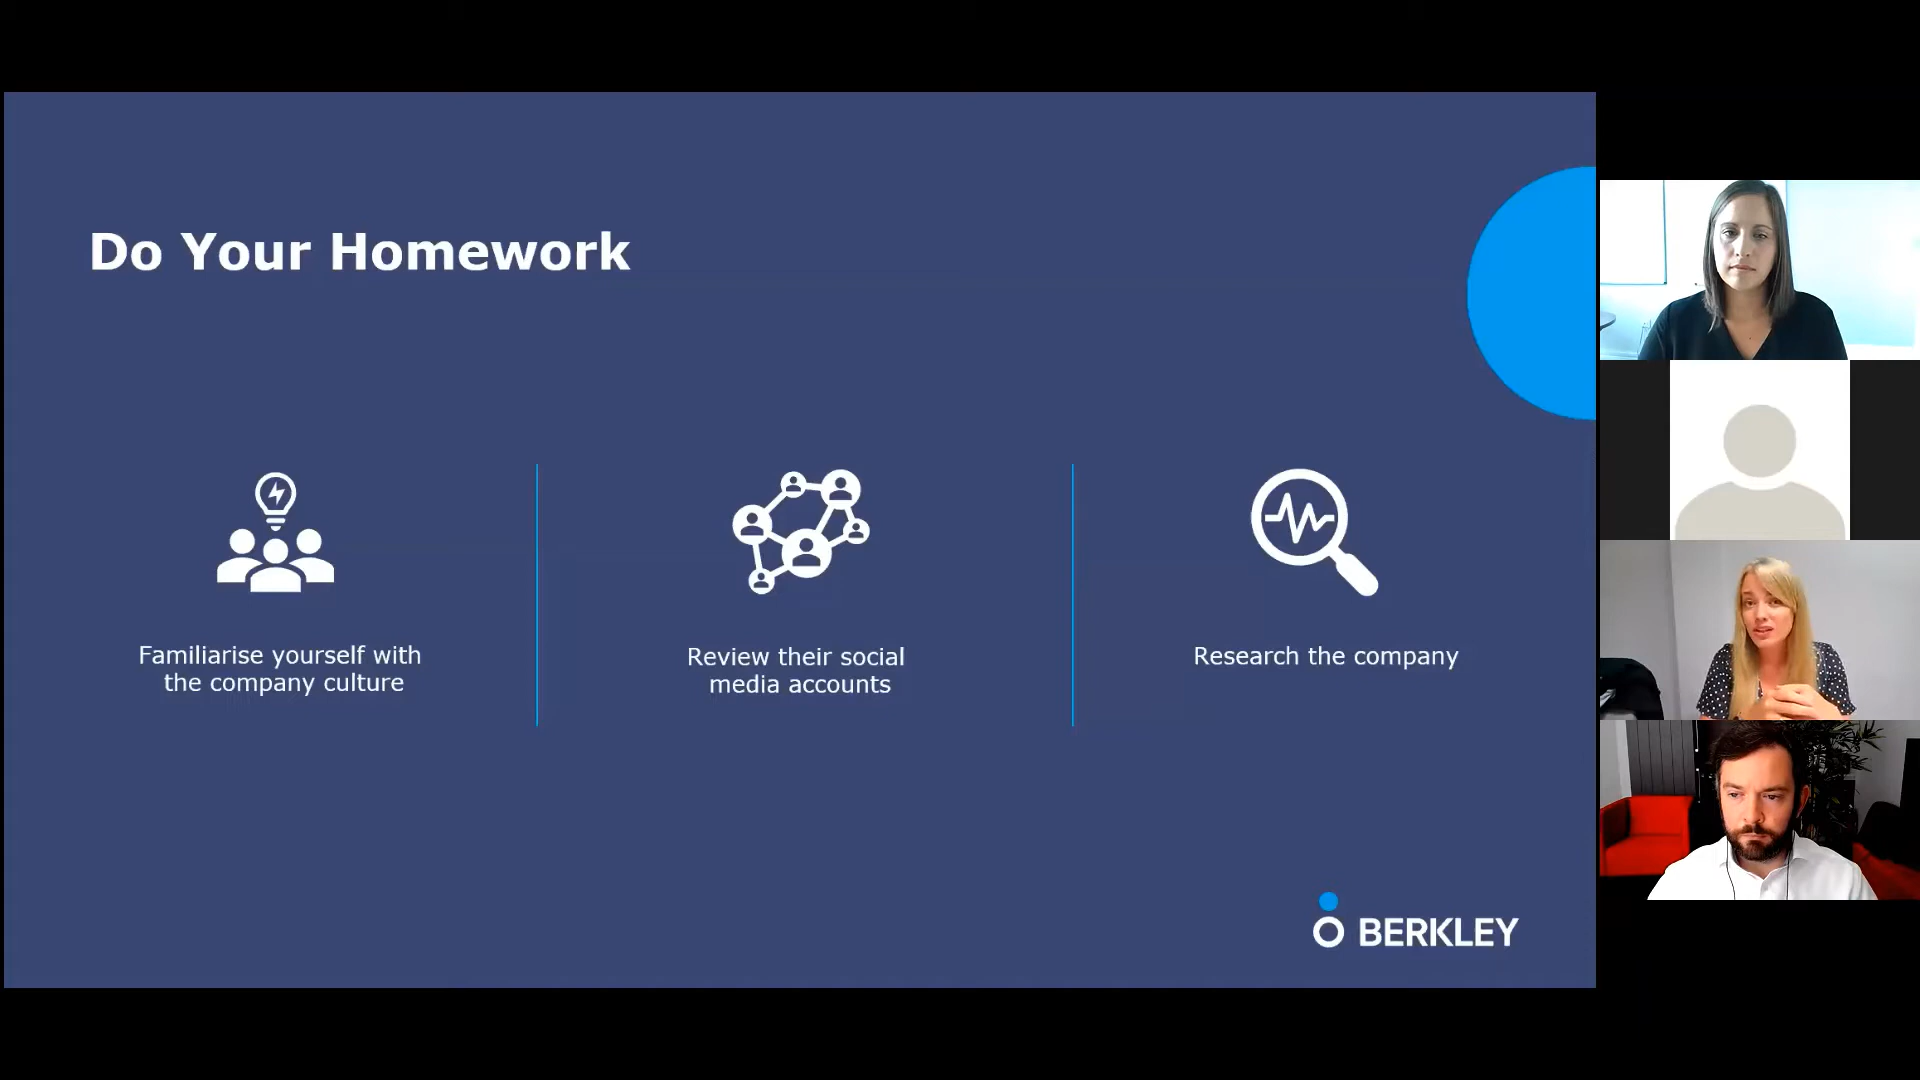 Do Your Homework
Familiarise yourself with
the company culture
Review their social
media accounts
Research the company
BERKLEY